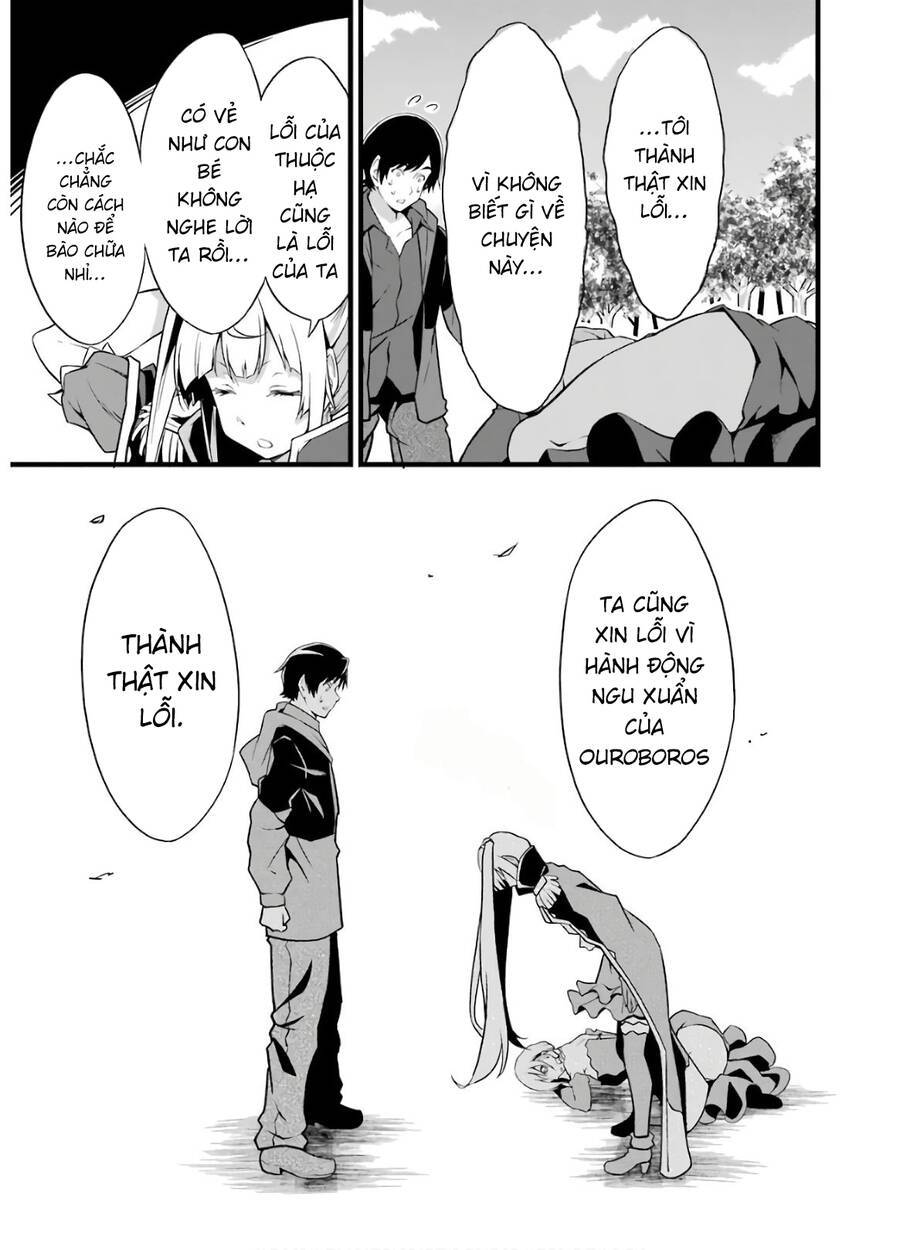 ...TÔI
THÀNH
THẬT XIN
LỖI...
VÌ KHÔNG
BIẾT GÌ VỀ
CHUYỆN
NÀY...
LỖI CỦA
THUỘC
HẠ CŨNG
LÀ LỖI
CỦA TA
CÓ VẺ
NHƯ CON
BÉ
KHÔNG
NGHE LỜI
TA RỒI...
...CHẮC
CHẲNG
CÒN CÁCH
NÀO ĐỂ
BÀO CHỮA
NHỈ...
TA CŨNG
XIN LỖI VÌ
HÀNH ĐỘNG
NGU XUẨN
CỦA
OUROBOROS
THÀNH
THẬT XIN
LỖI.